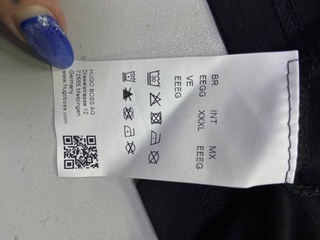 BR INT MX
EEGG XXXL EEEG
VE
EEEG
HUGO BOSS AG
Dieselstrasse 12
72555 Metzingen
Germany
www.hugoboss.com